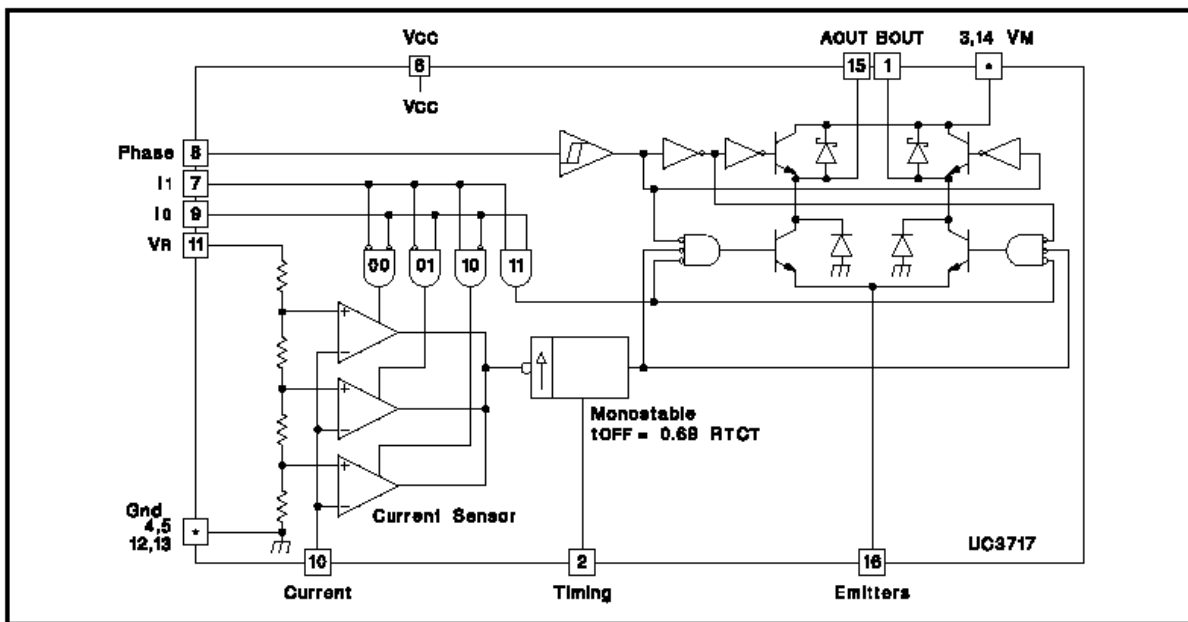 VCC
AOUT BOUT
3,14 VM
6
15
1
*
VCC
Phase 8
I1 7
I0 9
VR 11
00
01
10
11
+
−
+
−
+
−
Monostable
tOFF = 0.69 RTCT
Current Sensor
Gnd
4,5
12,13
*
UC3717
10
2
16
Current
Timing
Emitters